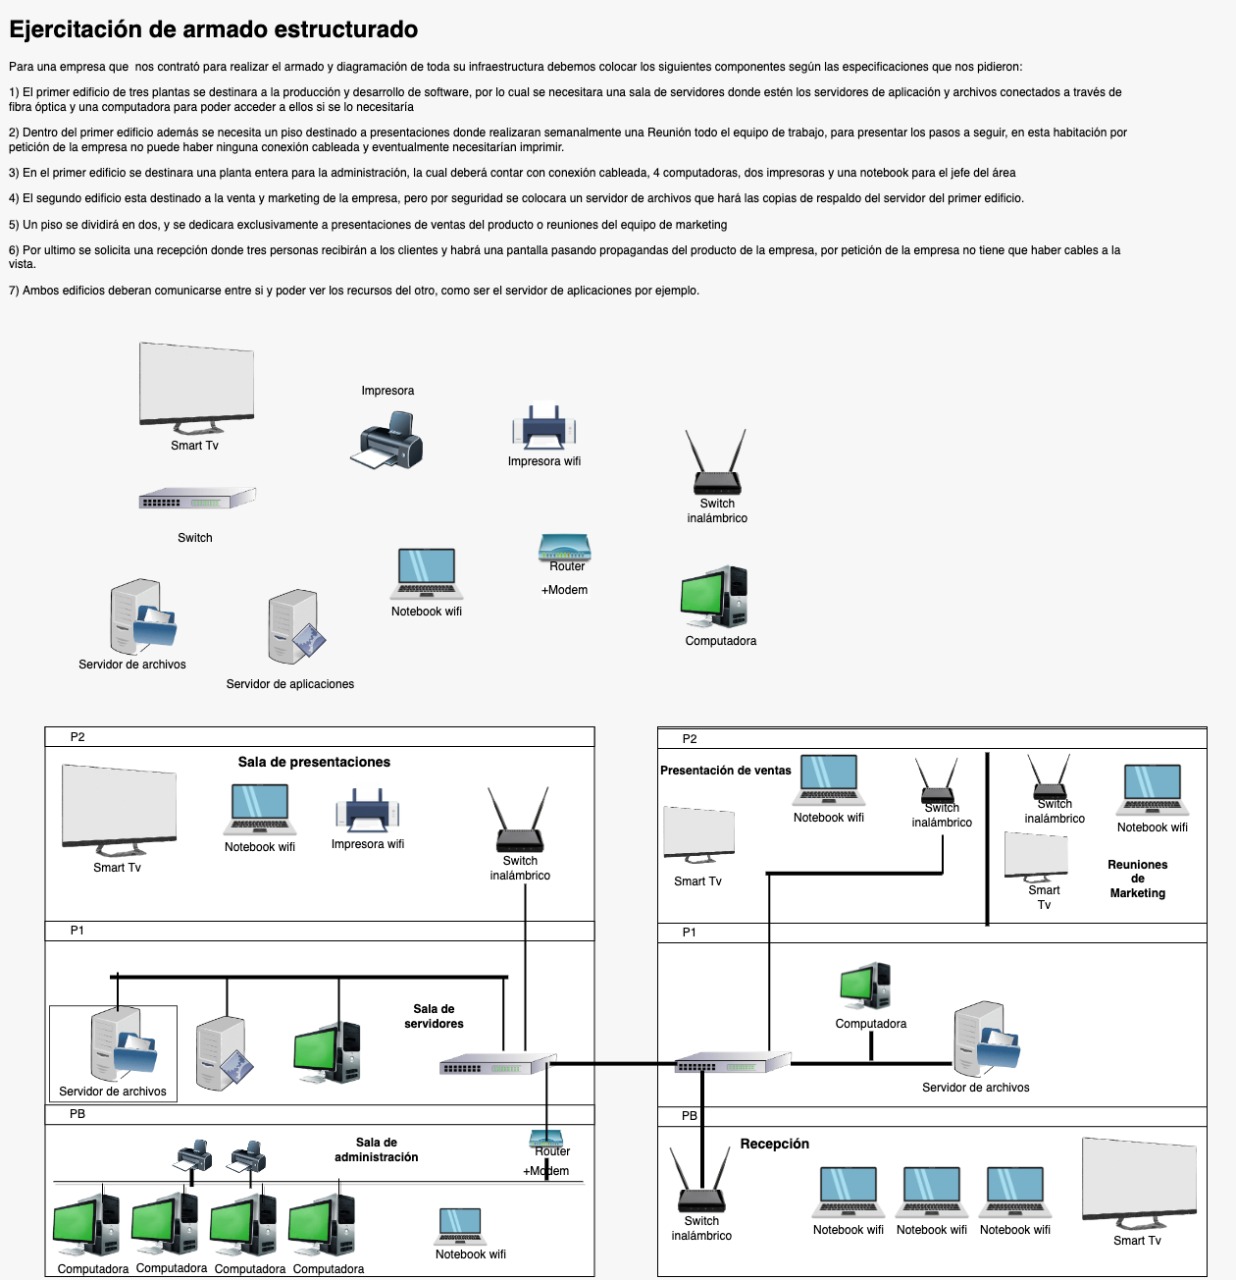 Ejercitación de armado estructurado
Para una empresa que  nos contrató para realizar el armado y diagramación de toda su infraestructura debemos colocar los siguientes componentes según las especificaciones que nos pidieron:
1) El primer edificio de tres plantas se destinara a la producción y desarrollo de software, por lo cual se necesitara una sala de servidores donde estén los servidores de aplicación y archivos conectados a través de
fibra óptica y una computadora para poder acceder a ellos si se lo necesitaría
2) Dentro del primer edificio además se necesita un piso destinado a presentaciones donde realizaran semanalmente una Reunión todo el equipo de trabajo, para presentar los pasos a seguir, en esta habitación por
petición de la empresa no puede haber ninguna conexión cableada y eventualmente necesitarían imprimir.
3) En el primer edificio se destinara una planta entera para la administración, la cual deberá contar con conexión cableada, 4 computadoras, dos impresoras y una notebook para el jefe del área
4) El segundo edificio esta destinado a la venta y marketing de la empresa, pero por seguridad se colocara un servidor de archivos que hará las copias de respaldo del servidor del primer edificio.
5) Un piso se dividirá en dos, y se dedicara exclusivamente a presentaciones de ventas del producto o reuniones del equipo de marketing
6) Por ultimo se solicita una recepción donde tres personas recibirán a los clientes y habrá una pantalla pasando propagandas del producto de la empresa, por petición de la empresa no tiene que haber cables a la
vista.
7) Ambos edificios deberan comunicarse entre si y poder ver los recursos del otro, como ser el servidor de aplicaciones por ejemplo.
Smart Tv
Impresora
Impresora wifi
Switch
inalámbrico
Switch
Notebook wifi
Router
+Modem
Computadora
Servidor de archivos
Servidor de aplicaciones
P2
Sala de presentaciones
Smart Tv
Notebook wifi
Impresora wifi
Switch
inalámbrico
P1
Sala de
servidores
Servidor de archivos
PB
Sala de
administración
Router
+Modem
Computadora
Computadora
Computadora
Computadora
Notebook wifi
P2
Presentación de ventas
Notebook wifi
Switch
inalámbrico
Smart Tv
Switch
inalámbrico
Notebook wifi
Smart
Tv
Reuniones
de
Marketing
P1
Computadora
Servidor de archivos
PB
Recepción
Switch
inalámbrico
Notebook wifi
Notebook wifi
Notebook wifi
Smart Tv